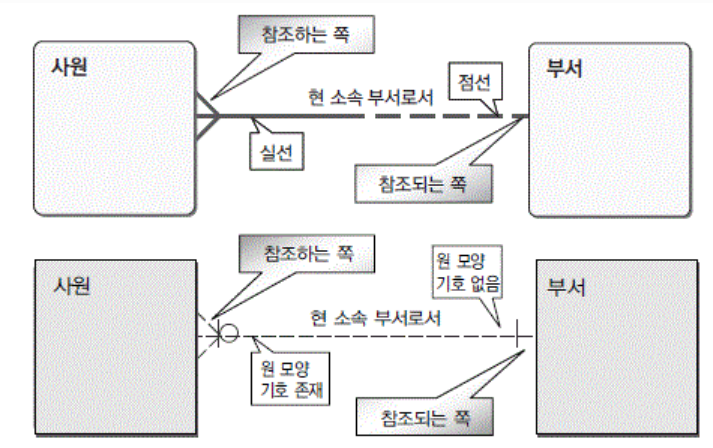 참조하는 쪽
사원
부서
점선
현 소속 부서로서
실선
참조되는 쪽
참조하는 쪽
원 모양
기호 없음
사원
부서
현 소속 부서로서
원 모양
기호 존재
참조되는 쪽